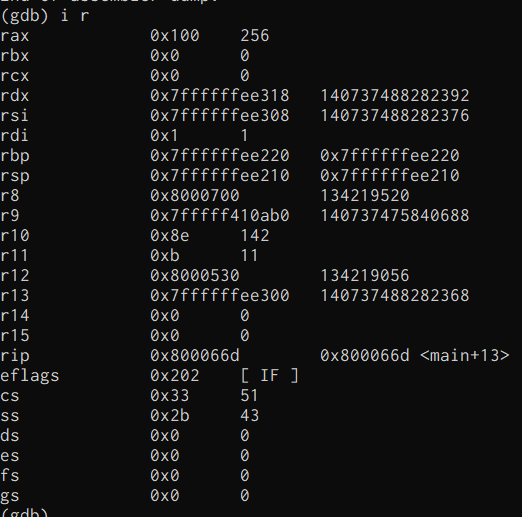 End of assembler dump.
(gdb) i r
rax 0x100 256
rbx 0x0 0
rcx 0x0 0
rdx 0x7ffffffee318 140737488282392
rsi 0x7ffffffee308 140737488282376
rdi 0x1 1
rbp 0x7ffffffee220 0x7ffffffee220
rsp 0x7ffffffee210 0x7ffffffee210
r8 0x8000700 134219520
r9 0x7fffff410ab0 140737475840688
r10 0x8e 142
r11 0xb 11
r12 0x8000530 134219056
r13 0x7ffffffee300 140737488282368
r14 0x0 0
r15 0x0 0
rip 0x800066d 0x800066d <main+13>
eflags 0x202 [ IF ]
cs 0x33 51
ss 0x2b 43
ds 0x0 0
es 0x0 0
fs 0x0 0
gs 0x0 0
(gdb)